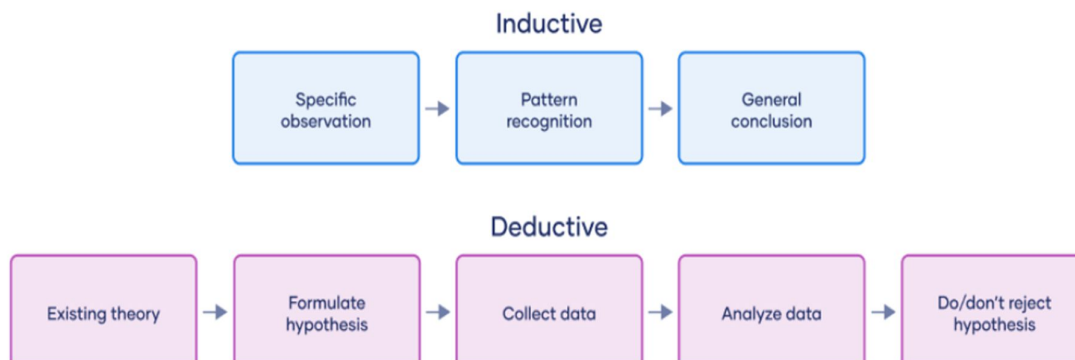 Inductive
Specific
observation
Pattern
recognition
General
conclusion
Deductive
Existing theory
Formulate
hypothesis
Collect data
Analyze data
Do/don't reject
hypothesis